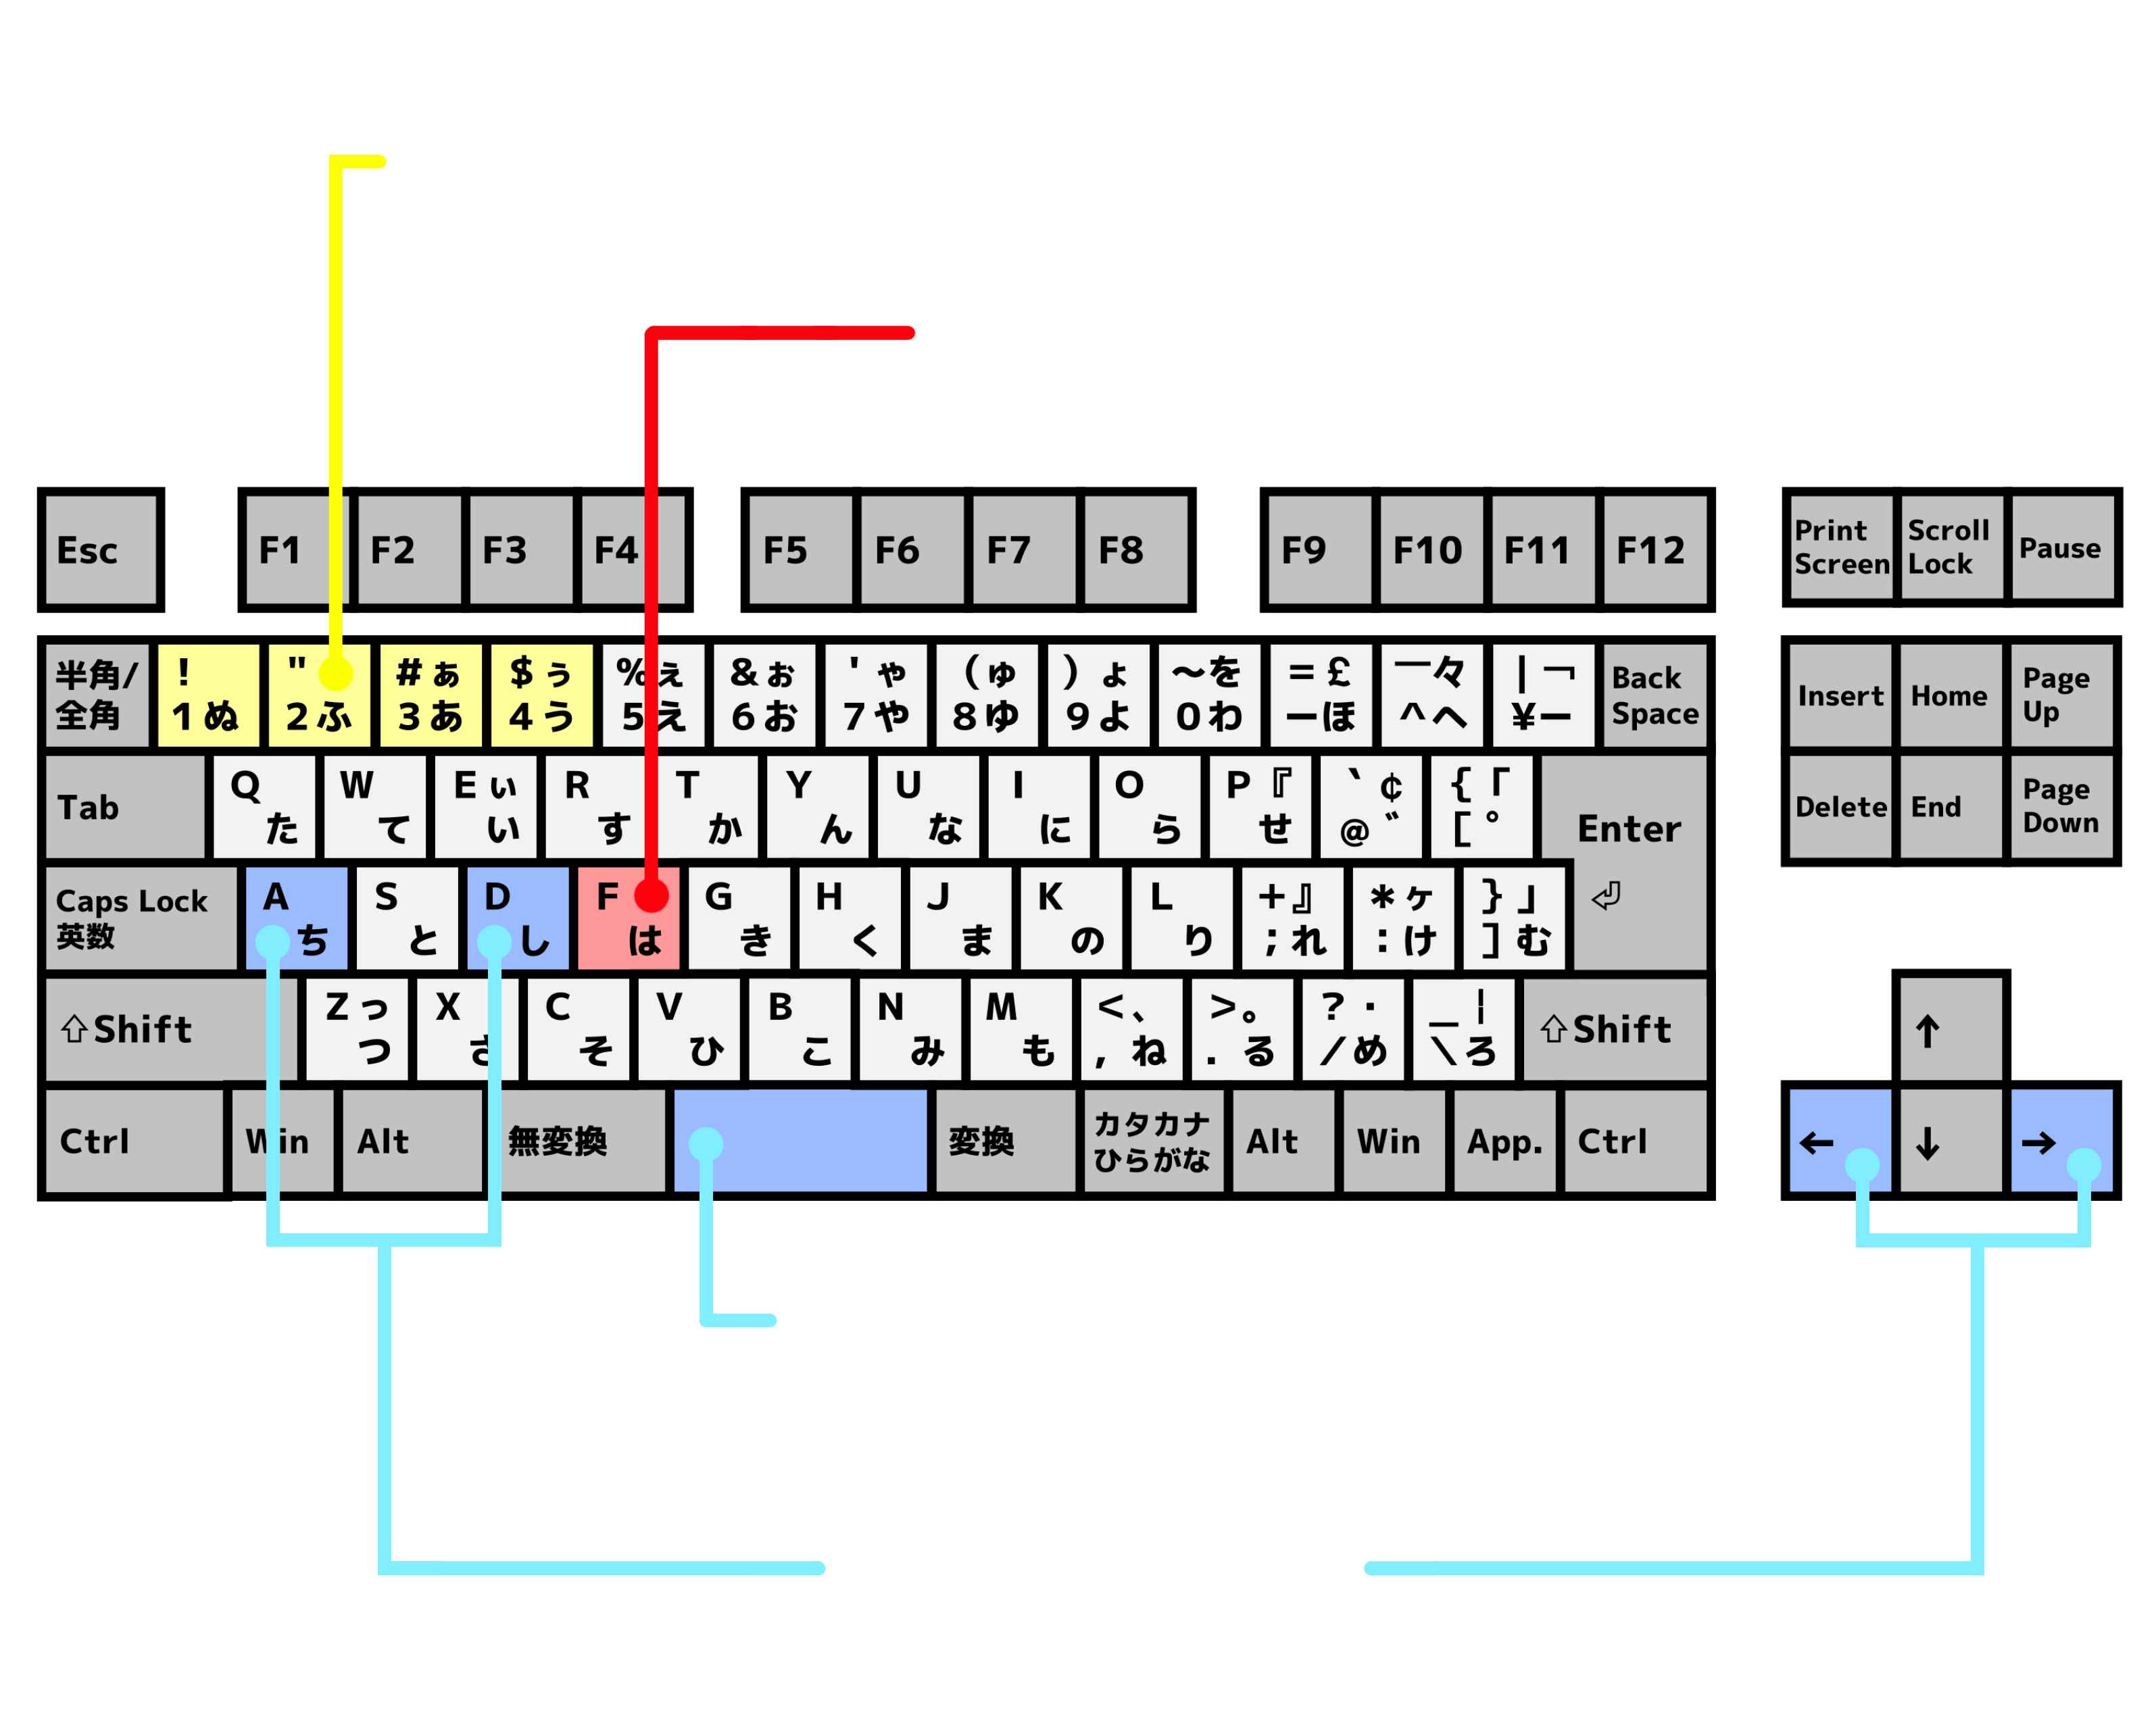 Esc F1 F2 F3 F4 F5 F6 F7 F8 F9 F10 F11 F12 Print Screen Scroll Lock Pause
半角/ ! " #ぁ $ぅ %ぇ &ぉ 'ゃ (ゅ )ょ ~を =£ ‾々 |¬ Back
全角 1ぬ 2ふ 3あ 4う 5え 6お 7や 8ゆ 9よ 0わ -ほ ^へ ¥- Space
Insert Home Page Up
Tab Q W Eぃ R T Y U I O P『 `¢ {「 Enter
た て い す か ん な に ら せ @゛ [゜
Delete End Page Down
Caps Lock A S D F G H J K L +』 *ヶ }」
英数 ち と し は き く ま の り ;れ :け ]む
⇧Shift Zっ X C V B N M <、 >。 ?・ _¦ ⇧Shift ↑
つ さ そ ひ こ み も ,ね .る /め \ろ
Ctrl Win Alt 無変換 変換 カタカナ Alt Win App. Ctrl ← ↓ →
ひらがな